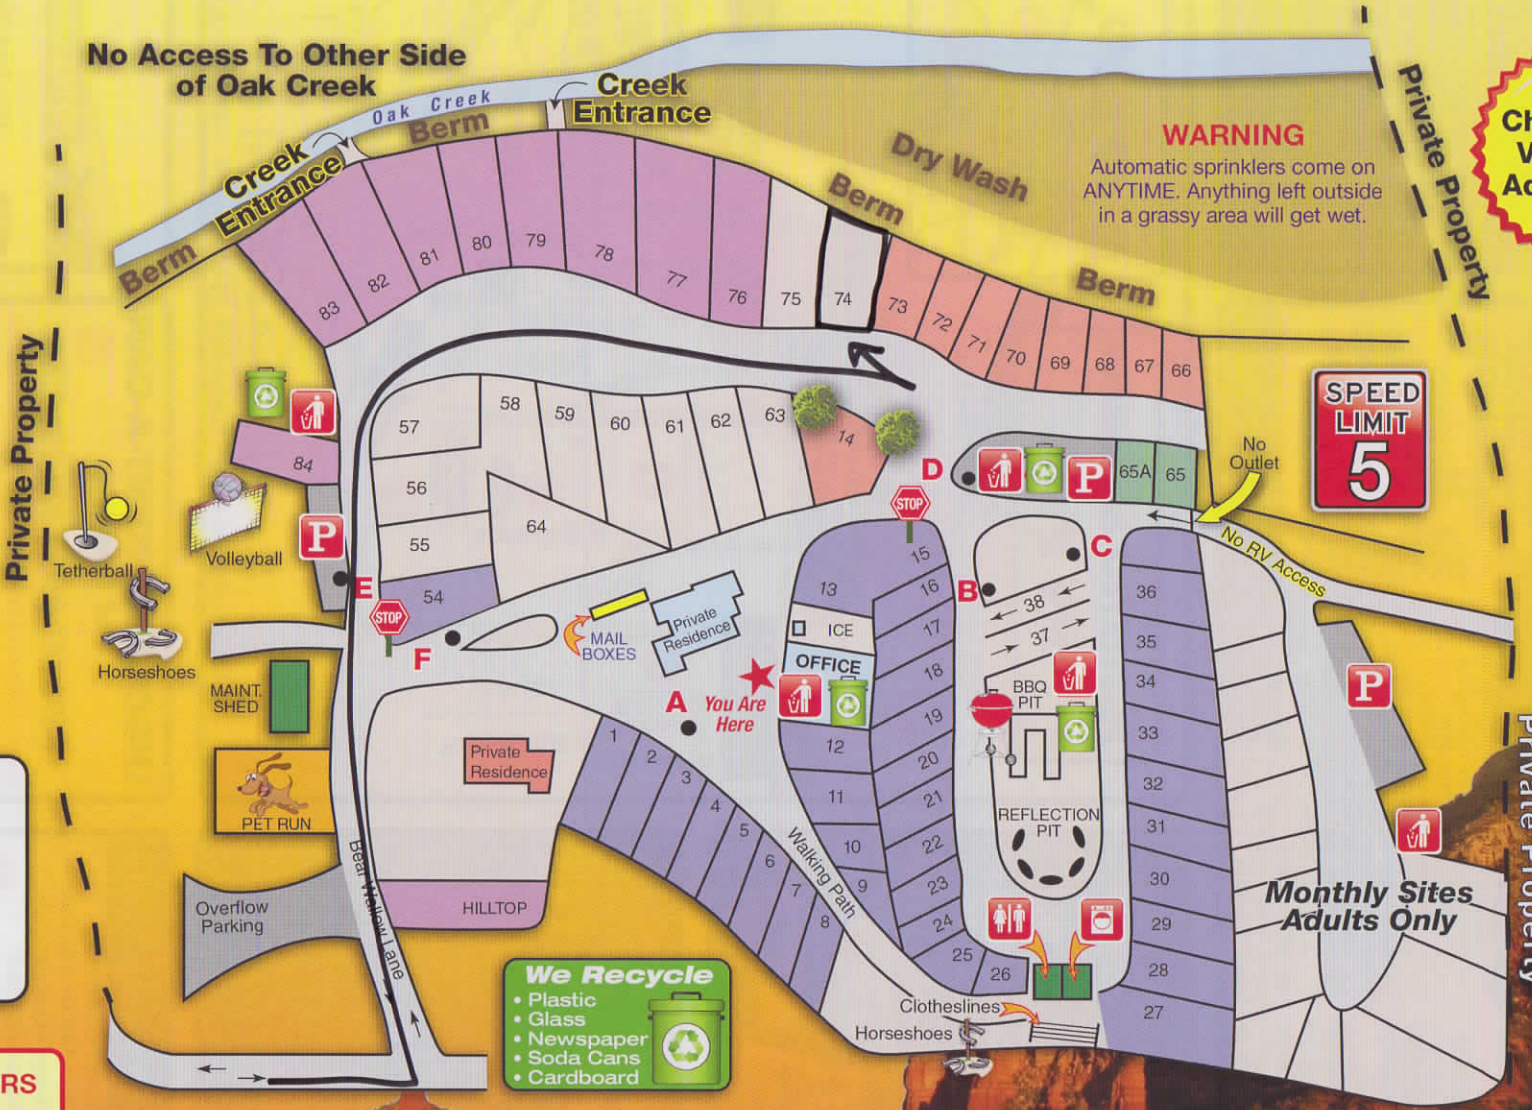 No Access To Other Side
of Oak Creek
Oak Creek
Creek
Entrance
Berm
Creek
Entrance
Berm
Dry Wash
Berm
Berm
WARNING
Automatic sprinklers come on
ANYTIME. Anything left outside
in a grassy area will get wet.
Private Property
Private Property
Private Property
83
82
81
80
79
78
77
76
75
74
73
72
71
70
69
68
67
66
SPEED
LIMIT
5
No
Outlet
No RV Access
57
58
59
60
61
62
63
14
56
55
54
64
84
P
Volleyball
Tetherball
Horseshoes
E
STOP
F
D
STOP
P
65A
65
C
B
MAIL
BOXES
Private
Residence
A
You Are
Here
13
ICE
OFFICE
12
11
10
9
15
16
17
18
19
20
21
22
23
24
25
26
38
37
BBQ
PIT
REFLECTION
PIT
36
35
34
33
32
31
30
29
28
27
P
Monthly Sites
Adults Only
MAINT.
SHED
PET RUN
Private
Residence
1
2
3
4
5
6
7
8
Walking Path
HILLTOP
Overflow
Parking
Bear Wallow Lane
We Recycle
• Plastic
• Glass
• Newspaper
• Soda Cans
• Cardboard
Clotheslines
Horseshoes
RS